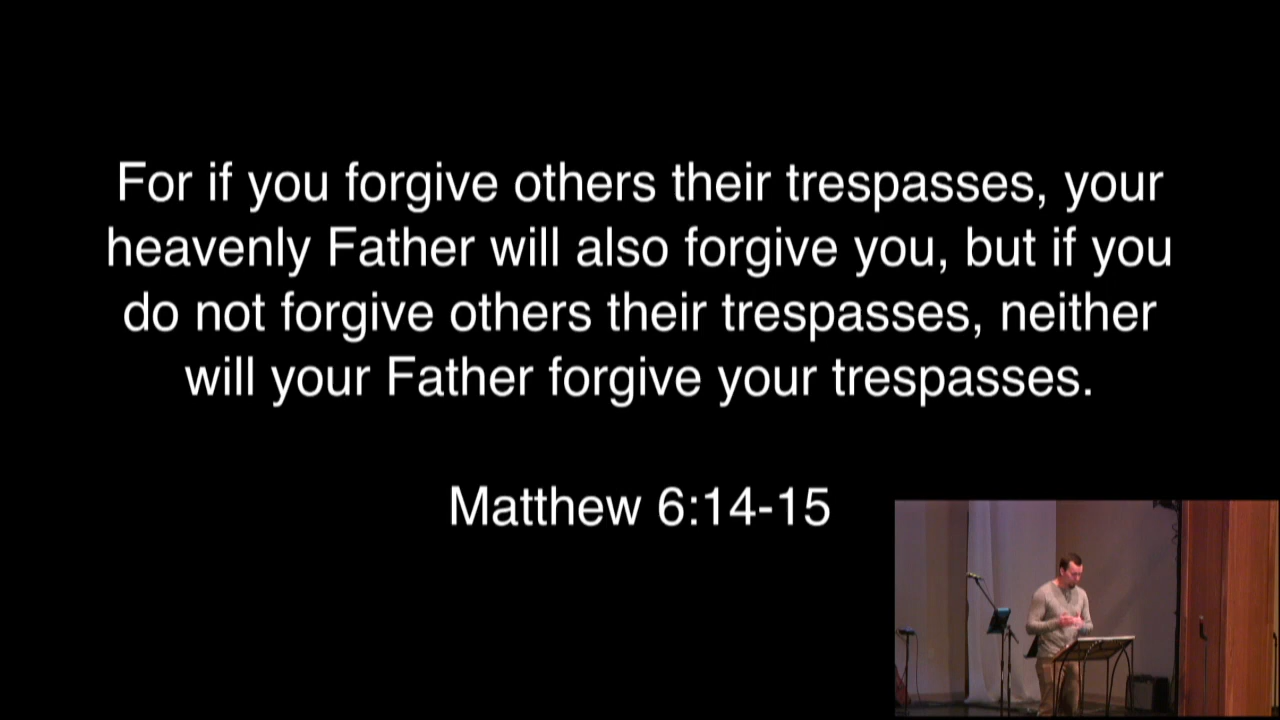 For if you forgive others their trespasses, your
heavenly Father will also forgive you, but if you
do not forgive others their trespasses, neither
will your Father forgive your trespasses.
Matthew 6:14-15